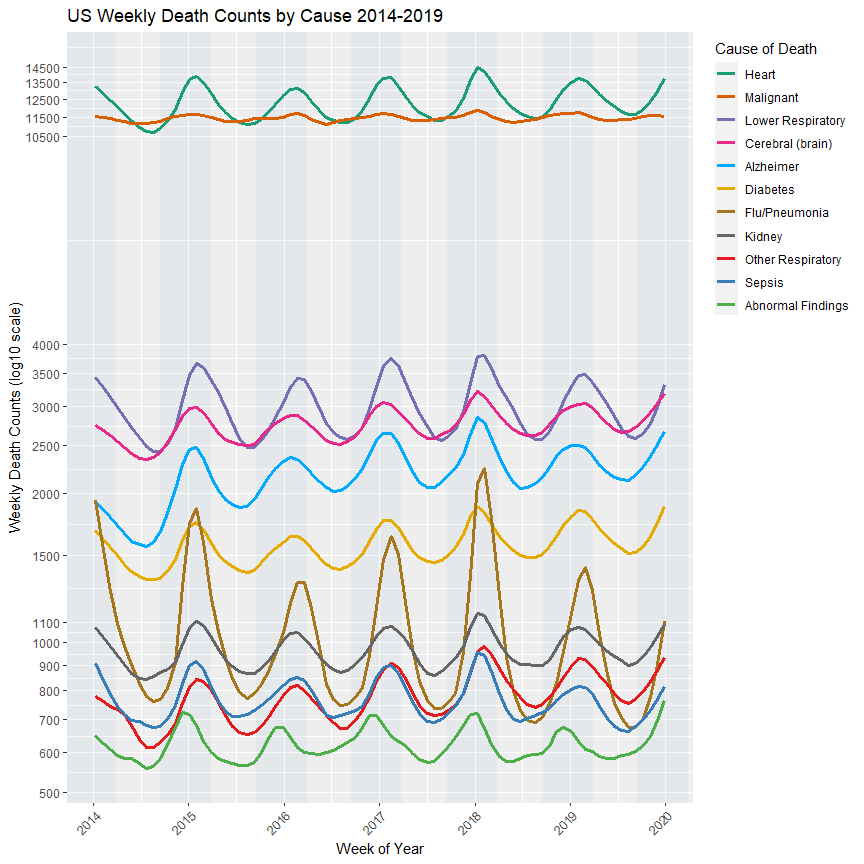 US Weekly Death Counts by Cause 2014-2019
Cause of Death
Heart
Malignant
Lower Respiratory
Cerebral (brain)
Alzheimer
Diabetes
Flu/Pneumonia
Kidney
Other Respiratory
Sepsis
Abnormal Findings
Weekly Death Counts (log10 scale)
14500
13500
12500
11500
10500
4000
3500
3000
2500
2000
1500
1100
1000
900
800
700
600
500
2014
2015
2016
2017
2018
2019
2020
Week of Year